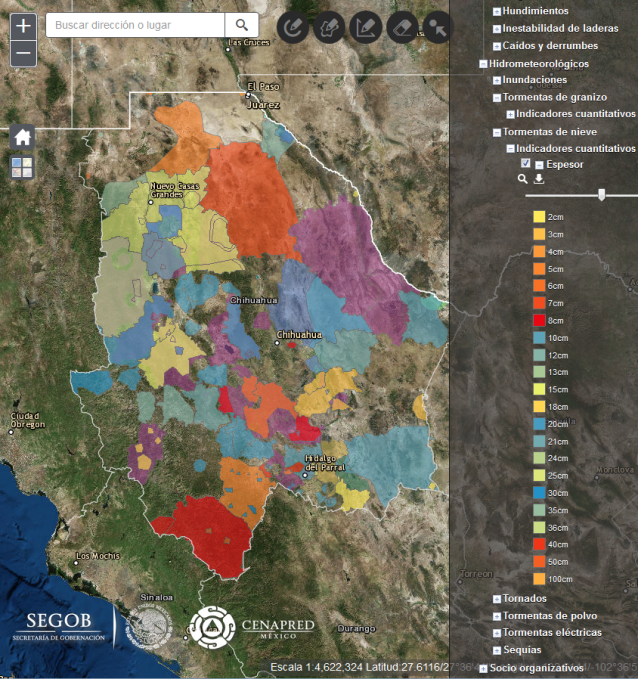 +
−
Buscar dirección o lugar
Las Cruces
El Paso
Juarez
Nuevo Casas
Grandes
Chihuahua
Chihuahua
Ciudad
Obregon
Hidalgo
del Parral
Los Mochis
Sinaloa
Durango
Torreon
Monclova
SEGOB
SECRETARÍA DE GOBERNACIÓN
CENAPRED
MÉXICO
Escala 1:4,622,324 Latitud:27.6116/27°36'4
Hundimientos
Inestabilidad de laderas
Caídos y derrumbes
Hidrometeorológicos
Inundaciones
Tormentas de granizo
Indicadores cuantitativos
Tormentas de nieve
Indicadores cuantitativos
Espesor
2cm
3cm
4cm
5cm
6cm
7cm
8cm
10cm
12cm
13cm
15cm
18cm
20cm
21cm
24cm
25cm
30cm
35cm
36cm
40cm
50cm
100cm
Tornados
Tormentas de polvo
Tormentas eléctricas
Sequías
Socio organizativos